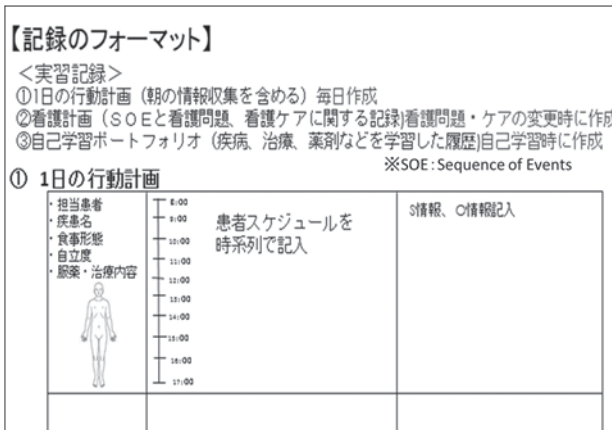 【記録のフォーマット】
＜実習記録＞
①1日の行動計画（朝の情報収集を含める）毎日作成
②看護計画（ＳＯＥと看護問題、看護ケアに関する記録)看護問題・ケアの変更時に作成
③自己学習ポートフォリオ（疾病、治療、薬剤などを学習した履歴)自己学習時に作成
※SOE：Sequence of Events
① 1日の行動計画
・担当患者
・疾患名
・食事形態
・自立度
・服薬・治療内容
8:00
9:00
10:00
11:00
12:00
13:00
14:00
15:00
16:00
17:00
患者スケジュールを
時系列で記入
S情報、O情報記入